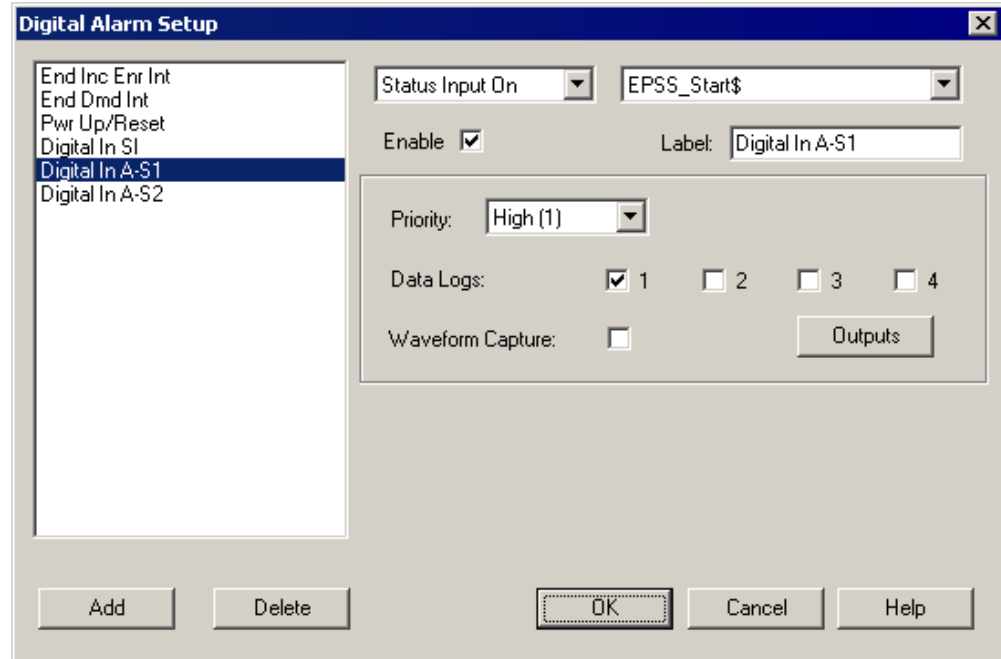 Digital Alarm Setup
End Inc Enr Int
End Dmd Int
Pwr Up/Reset
Digital In SI
Digital In A-S1
Digital In A-S2
Status Input On
EPSS_Start$
Enable
Label: Digital In A-S1
Priority: High (1)
Data Logs: 1 2 3 4
Waveform Capture:
Outputs
Add Delete OK Cancel Help